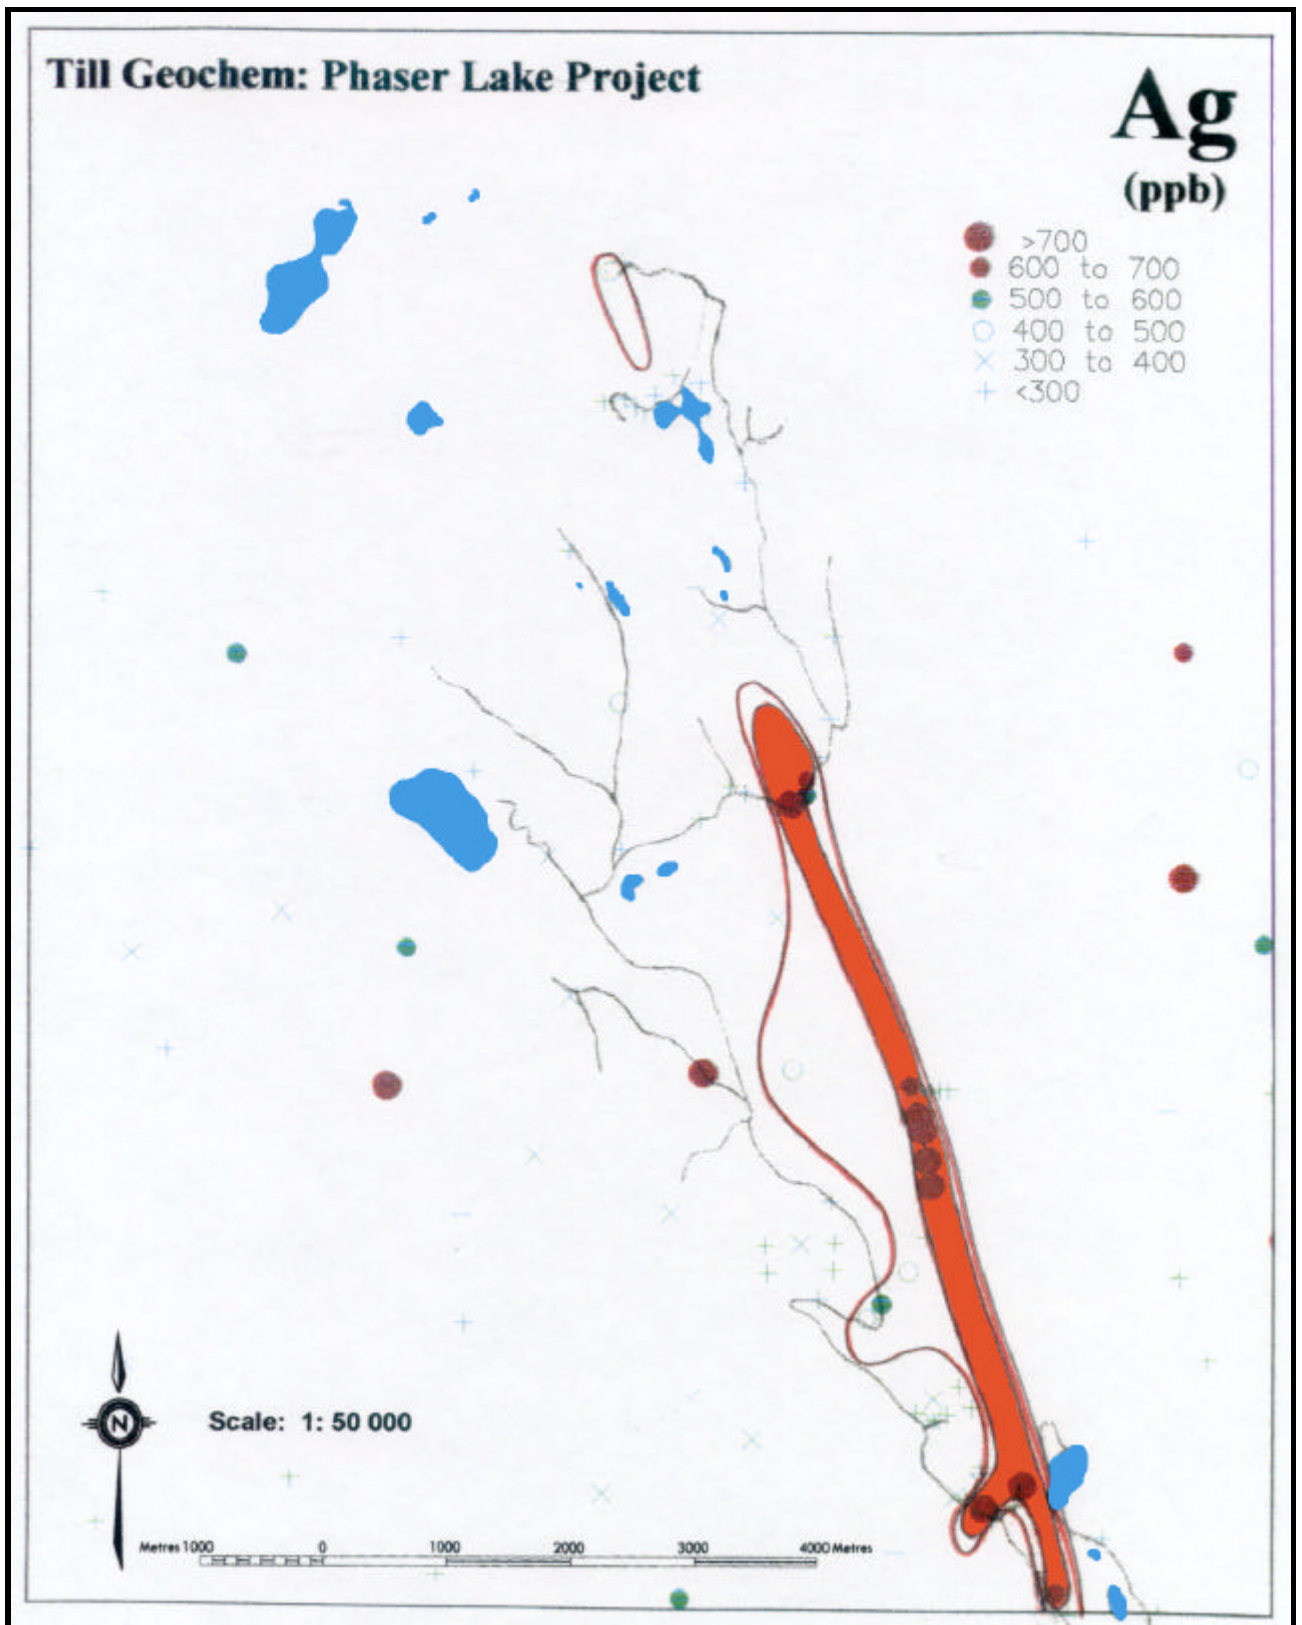 Till Geochem: Phaser Lake Project
Ag
(ppb)
>700
600 to 700
500 to 600
400 to 500
300 to 400
<300
N
Scale: 1: 50 000
Metres 1000 0 1000 2000 3000 4000 Metres